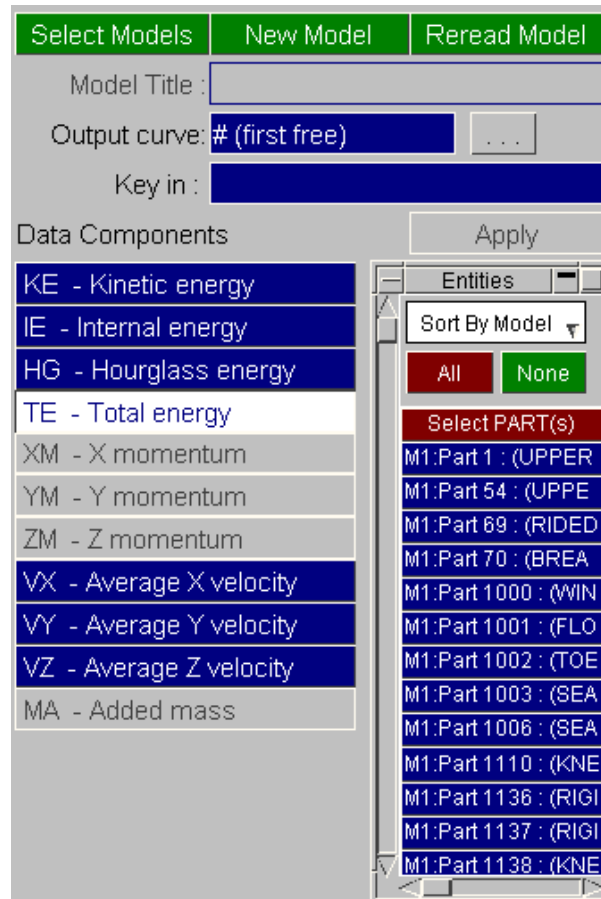 Select Models New Model Reread Model
Model Title :
Output curve: # (first free) ...
Key in :
Data Components Apply
KE - Kinetic energy
IE - Internal energy
HG - Hourglass energy
TE - Total energy
XM - X momentum
YM - Y momentum
ZM - Z momentum
VX - Average X velocity
VY - Average Y velocity
VZ - Average Z velocity
MA - Added mass
Entities
Sort By Model
All None
Select PART(s)
M1:Part 1 : (UPPER
M1:Part 54 : (UPPE
M1:Part 69 : (RIDED
M1:Part 70 : (BREA
M1:Part 1000 : (WIN
M1:Part 1001 : (FLO
M1:Part 1002 : (TOE
M1:Part 1003 : (SEA
M1:Part 1006 : (SEA
M1:Part 1110 : (KNE
M1:Part 1136 : (RIGI
M1:Part 1137 : (RIGI
M1:Part 1138 : (KNE